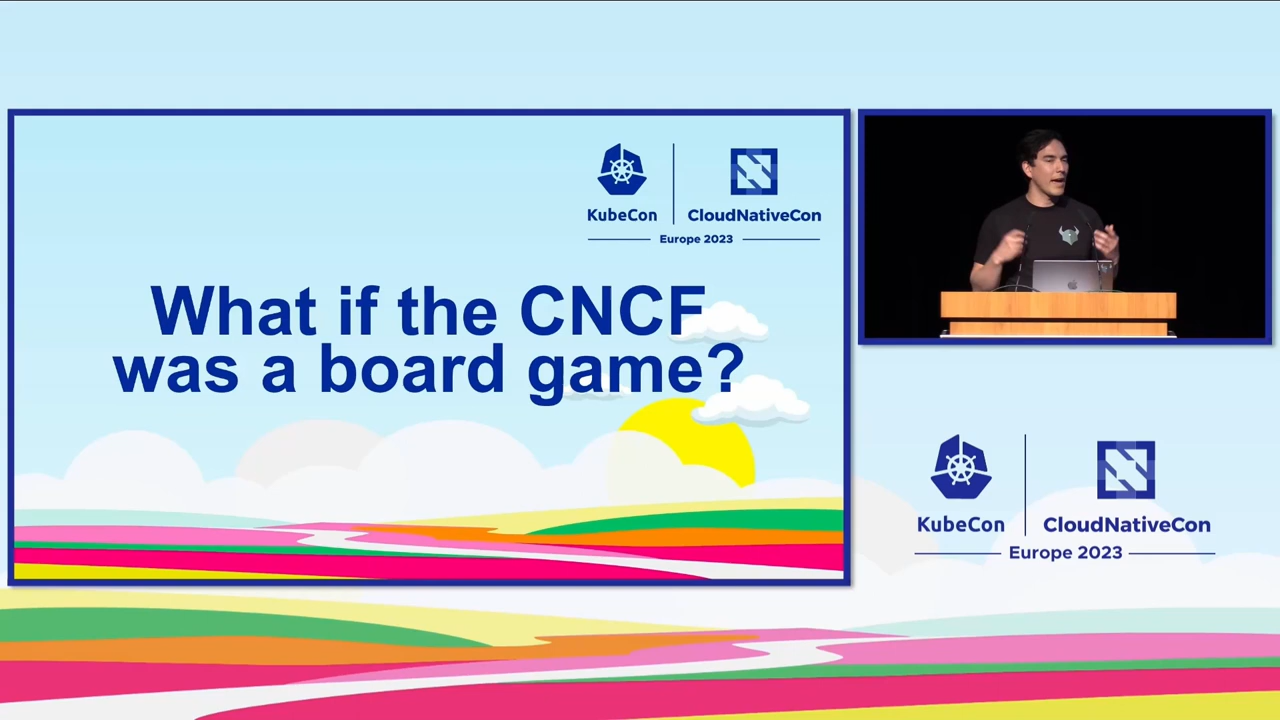 KubeCon
CloudNativeCon
Europe 2023
What if the CNCF
was a board game?
KubeCon
CloudNativeCon
Europe 2023